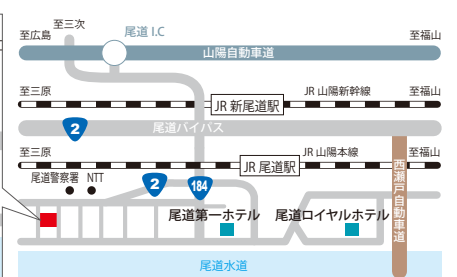 至三次
至広島
尾道 I.C
至福山
山陽自動車道
至三原
JR 山陽新幹線
至福山
JR 新尾道駅
2
尾道バイパス
至三原
JR 山陽本線
至福山
JR 尾道駅
尾道警察署
NTT
2
184
西瀬戸自動車道
尾道第一ホテル
尾道ロイヤルホテル
尾道水道